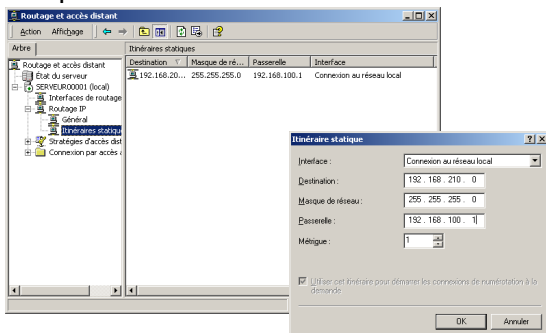 Routage et accès distant
Action Affichage
Arbre
Itinéraires statiques
Routage et accès distant
État du serveur
SERVEUR00001 (local)
Interfaces de routage
Routage IP
Général
Itinéraires statique
Stratégies d'accès dist
Connexion par accès
Destination Masque de ré... Passerelle Interface
192.168.20... 255.255.255.0 192.168.100.1 Connexion au réseau local
Itinéraire statique
Interface : Connexion au réseau local
Destination : 192 . 168 . 210 . 0
Masque de réseau : 255 . 255 . 255 . 0
Passerelle : 192 . 168 . 100 . 1
Métrique : 1
Utiliser cet itinéraire pour démarrer les connexions de numérotation à la
demande
OK Annuler